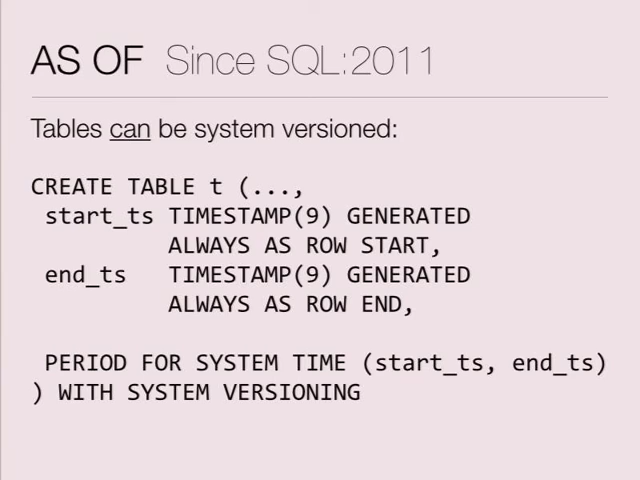 AS OF Since SQL:2011
Tables can be system versioned:
CREATE TABLE t (...,
start_ts TIMESTAMP(9) GENERATED
ALWAYS AS ROW START,
end_ts TIMESTAMP(9) GENERATED
ALWAYS AS ROW END,
PERIOD FOR SYSTEM TIME (start_ts, end_ts)
) WITH SYSTEM VERSIONING